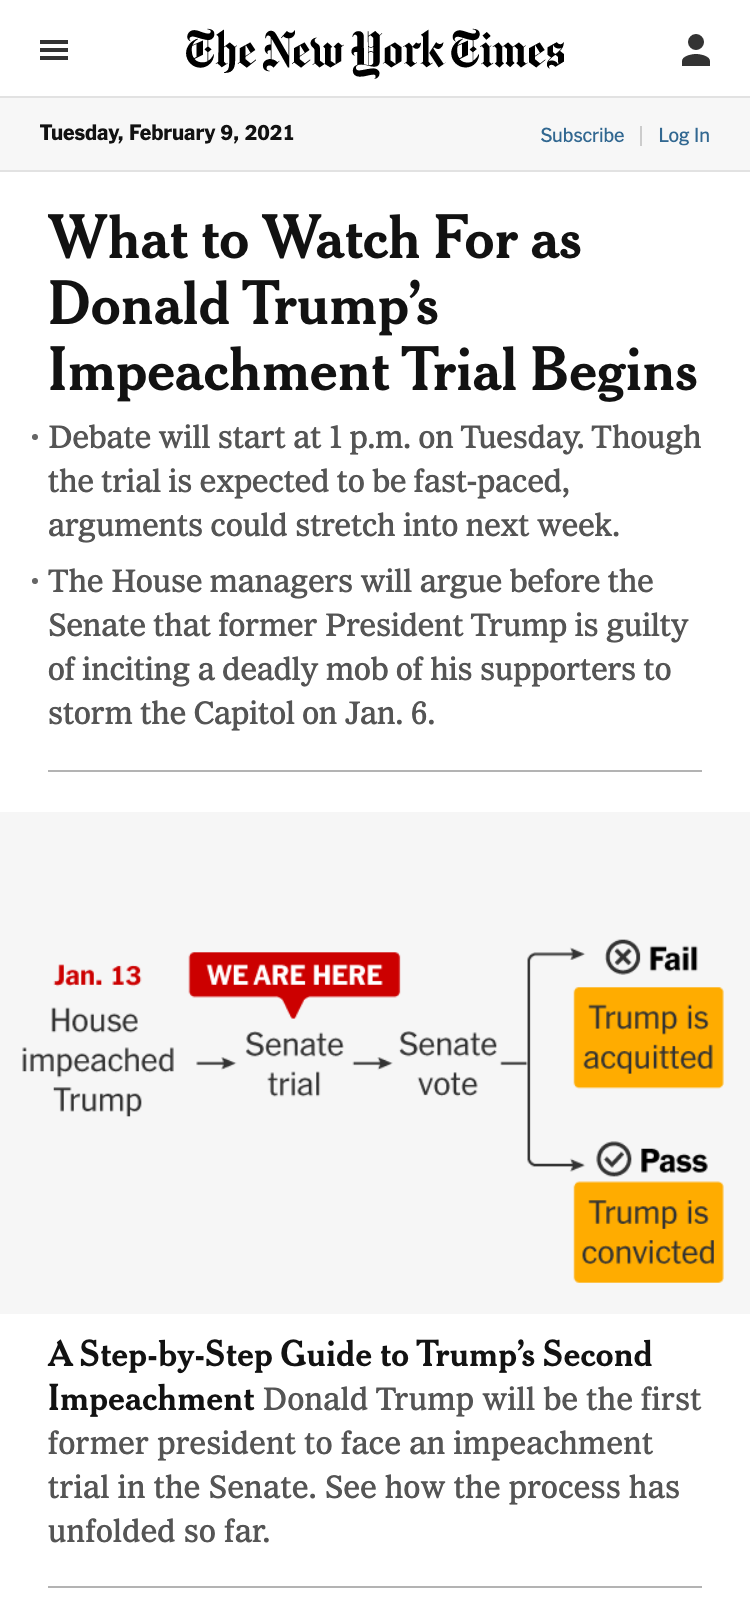 The New York Times
Tuesday, February 9, 2021
Subscribe | Log In
What to Watch For as
Donald Trump’s
Impeachment Trial Begins
• Debate will start at 1 p.m. on Tuesday. Though
the trial is expected to be fast-paced,
arguments could stretch into next week.
• The House managers will argue before the
Senate that former President Trump is guilty
of inciting a deadly mob of his supporters to
storm the Capitol on Jan. 6.
Jan. 13
House
impeached
Trump
WE ARE HERE
Senate
trial
Senate
vote
Fail
Trump is
acquitted
Pass
Trump is
convicted
A Step-by-Step Guide to Trump’s Second
Impeachment Donald Trump will be the first
former president to face an impeachment
trial in the Senate. See how the process has
unfolded so far.